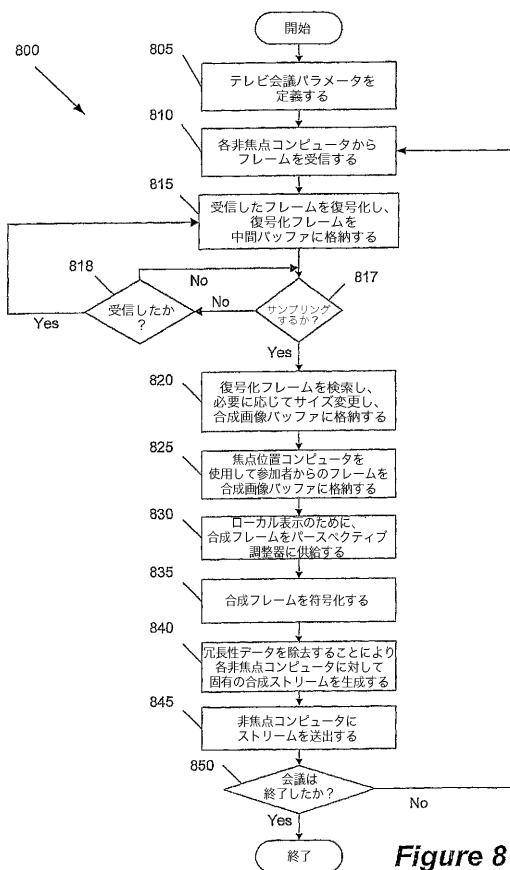 開始
800
805
テレビ会議パラメータを
定義する
810
各非焦点コンピュータから
フレームを受信する
815
受信したフレームを復号化し、
復号化フレームを
中間バッファに格納する
818
No
817
受信したか
?
No
サンプリング
するか?
Yes
Yes
820
復号化フレームを検索し、
必要に応じてサイズ変更し、
合成画像バッファに格納する
825
焦点位置コンピュータを
使用して参加者からのフレームを
合成画像バッファに格納する
830
ローカル表示のために、
合成フレームをパースペクティブ
調整器に供給する
835
合成フレームを符号化する
840
冗長性データを除去することにより
各非焦点コンピュータに対して
固有の合成ストリームを生成する
845
非焦点コンピュータに
ストリームを送出する
850
会議は
終了したか?
No
Yes
終了
Figure 8